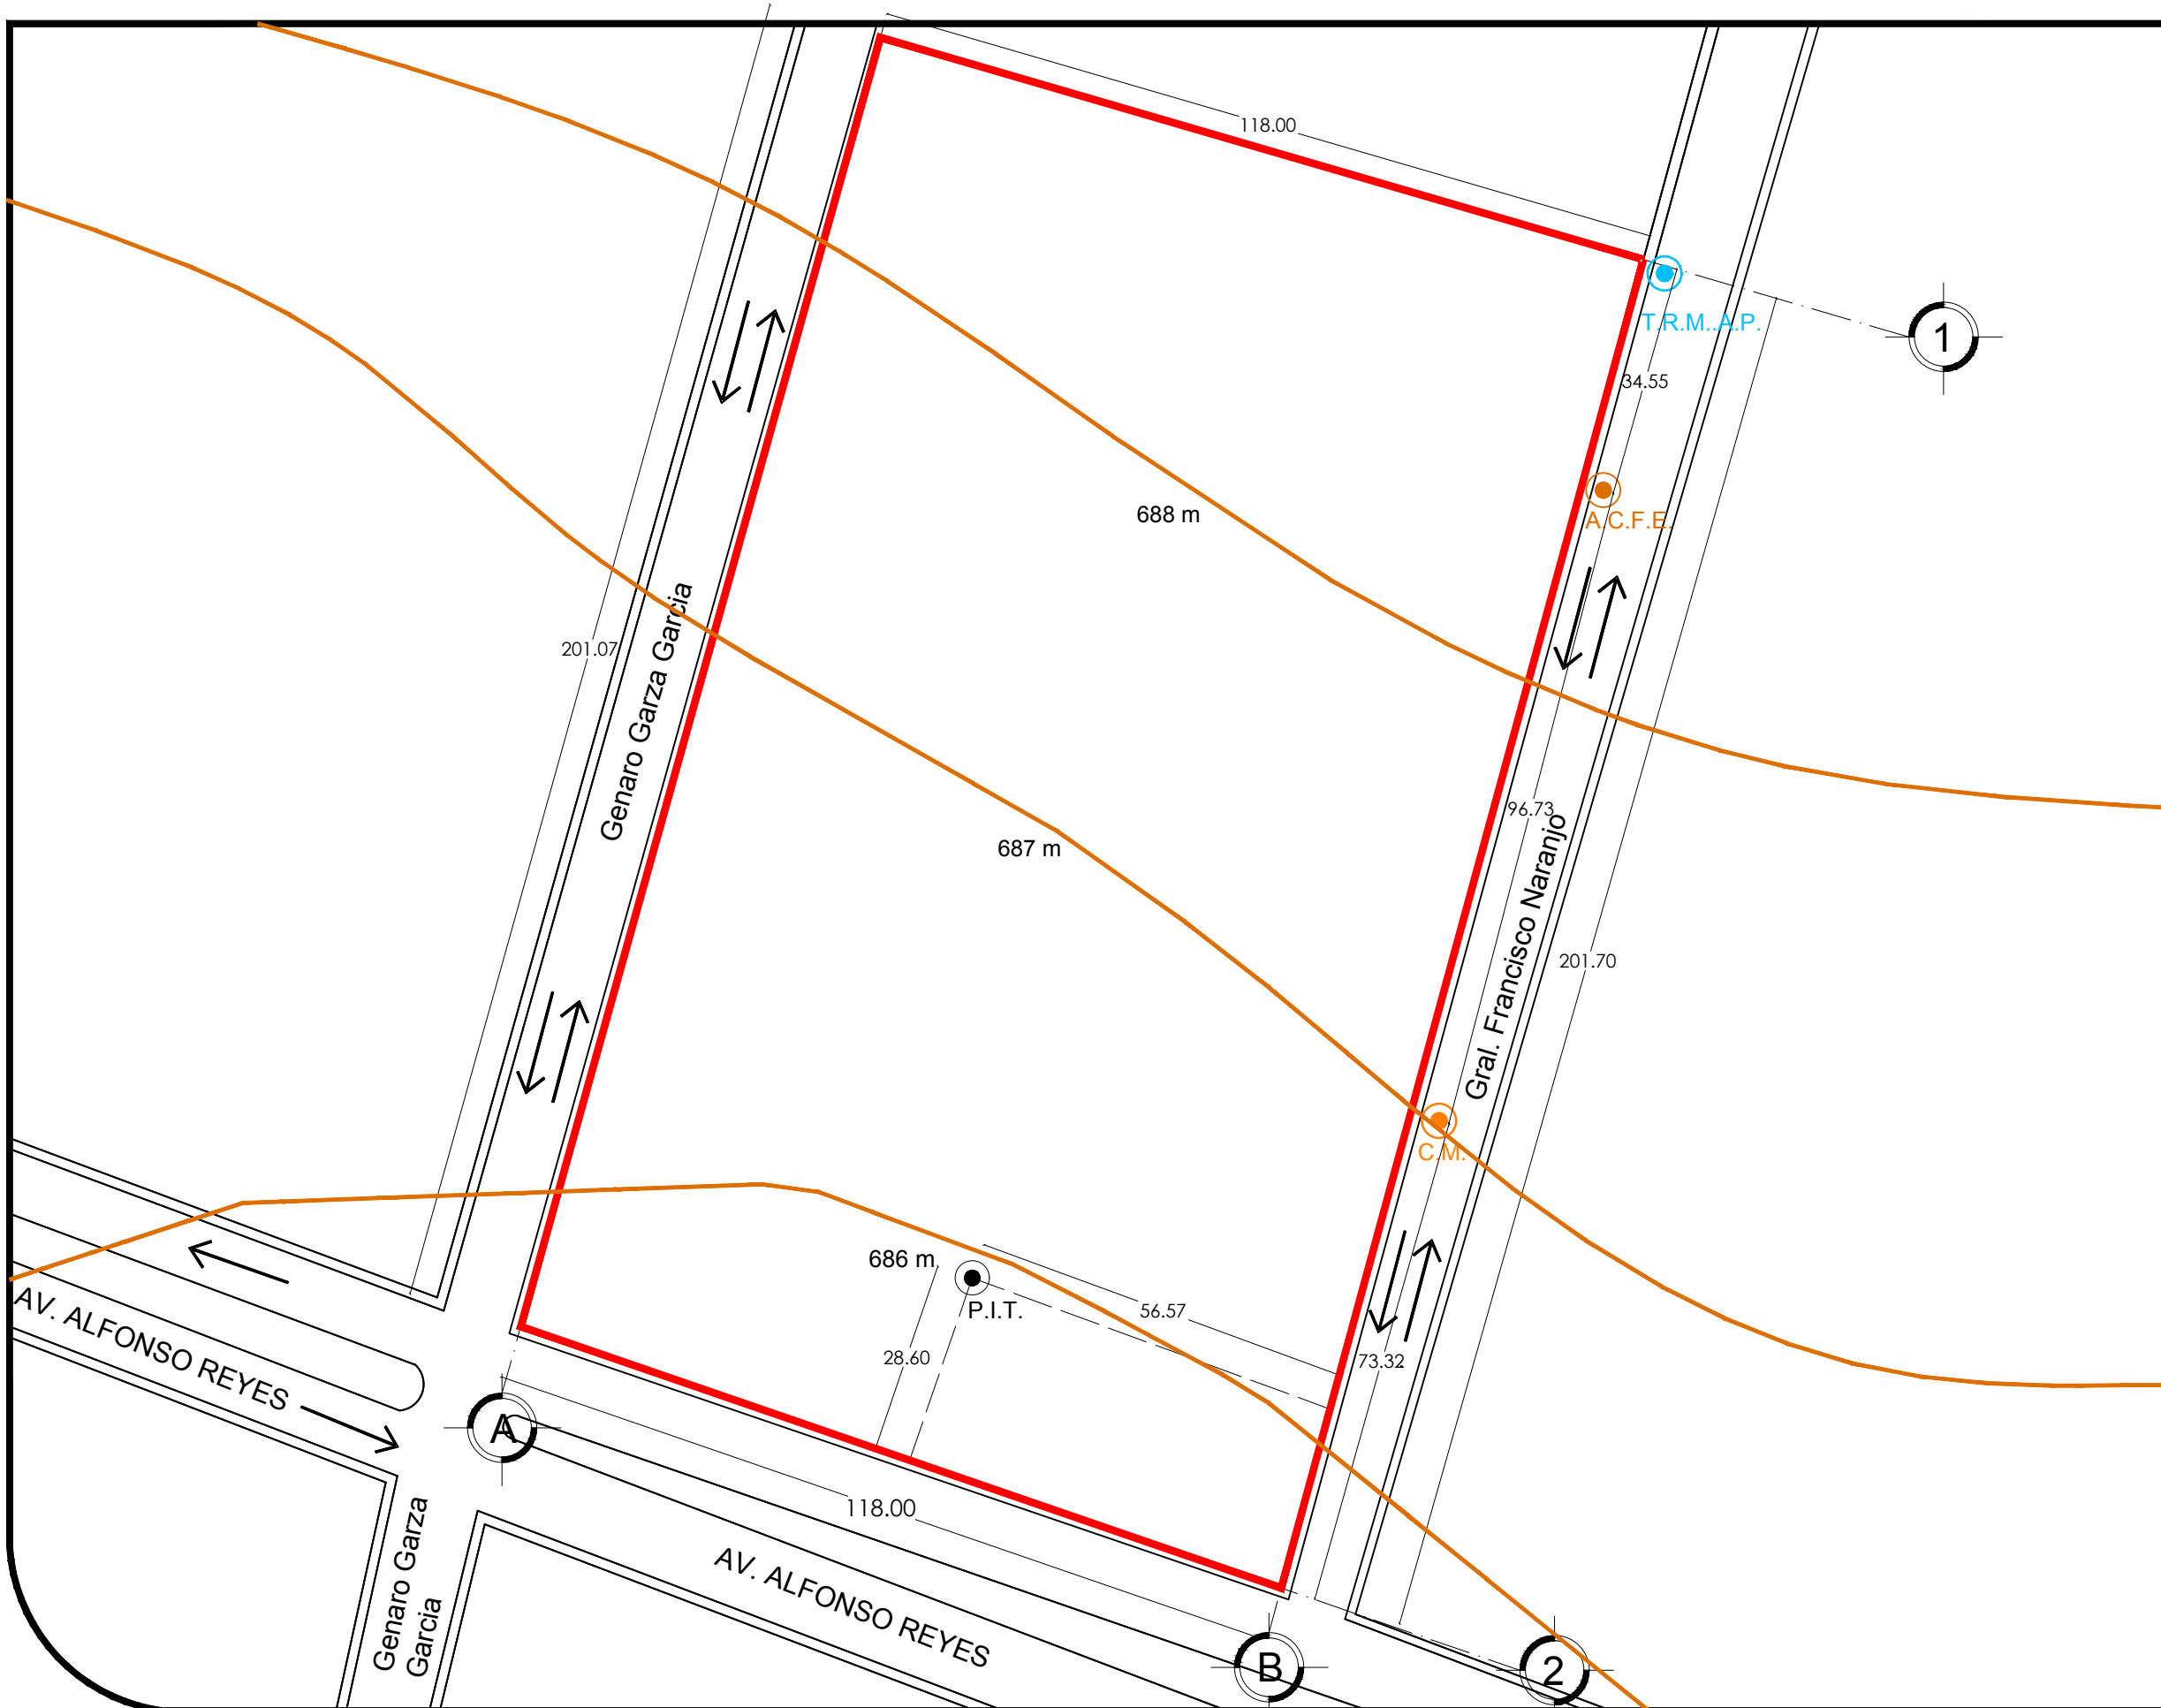 118.00
T.R.M..A.P.
1
34.55
688 m
A.C.F.E.
201.07
Genaro Garza Garcia
96.73
687 m
Gral. Francisco Naranjo
201.70
C.M.
686 m
P.I.T.
56.57
28.60
73.32
AV. ALFONSO REYES
A
118.00
Genaro Garza
Garcia
AV. ALFONSO REYES
B
2